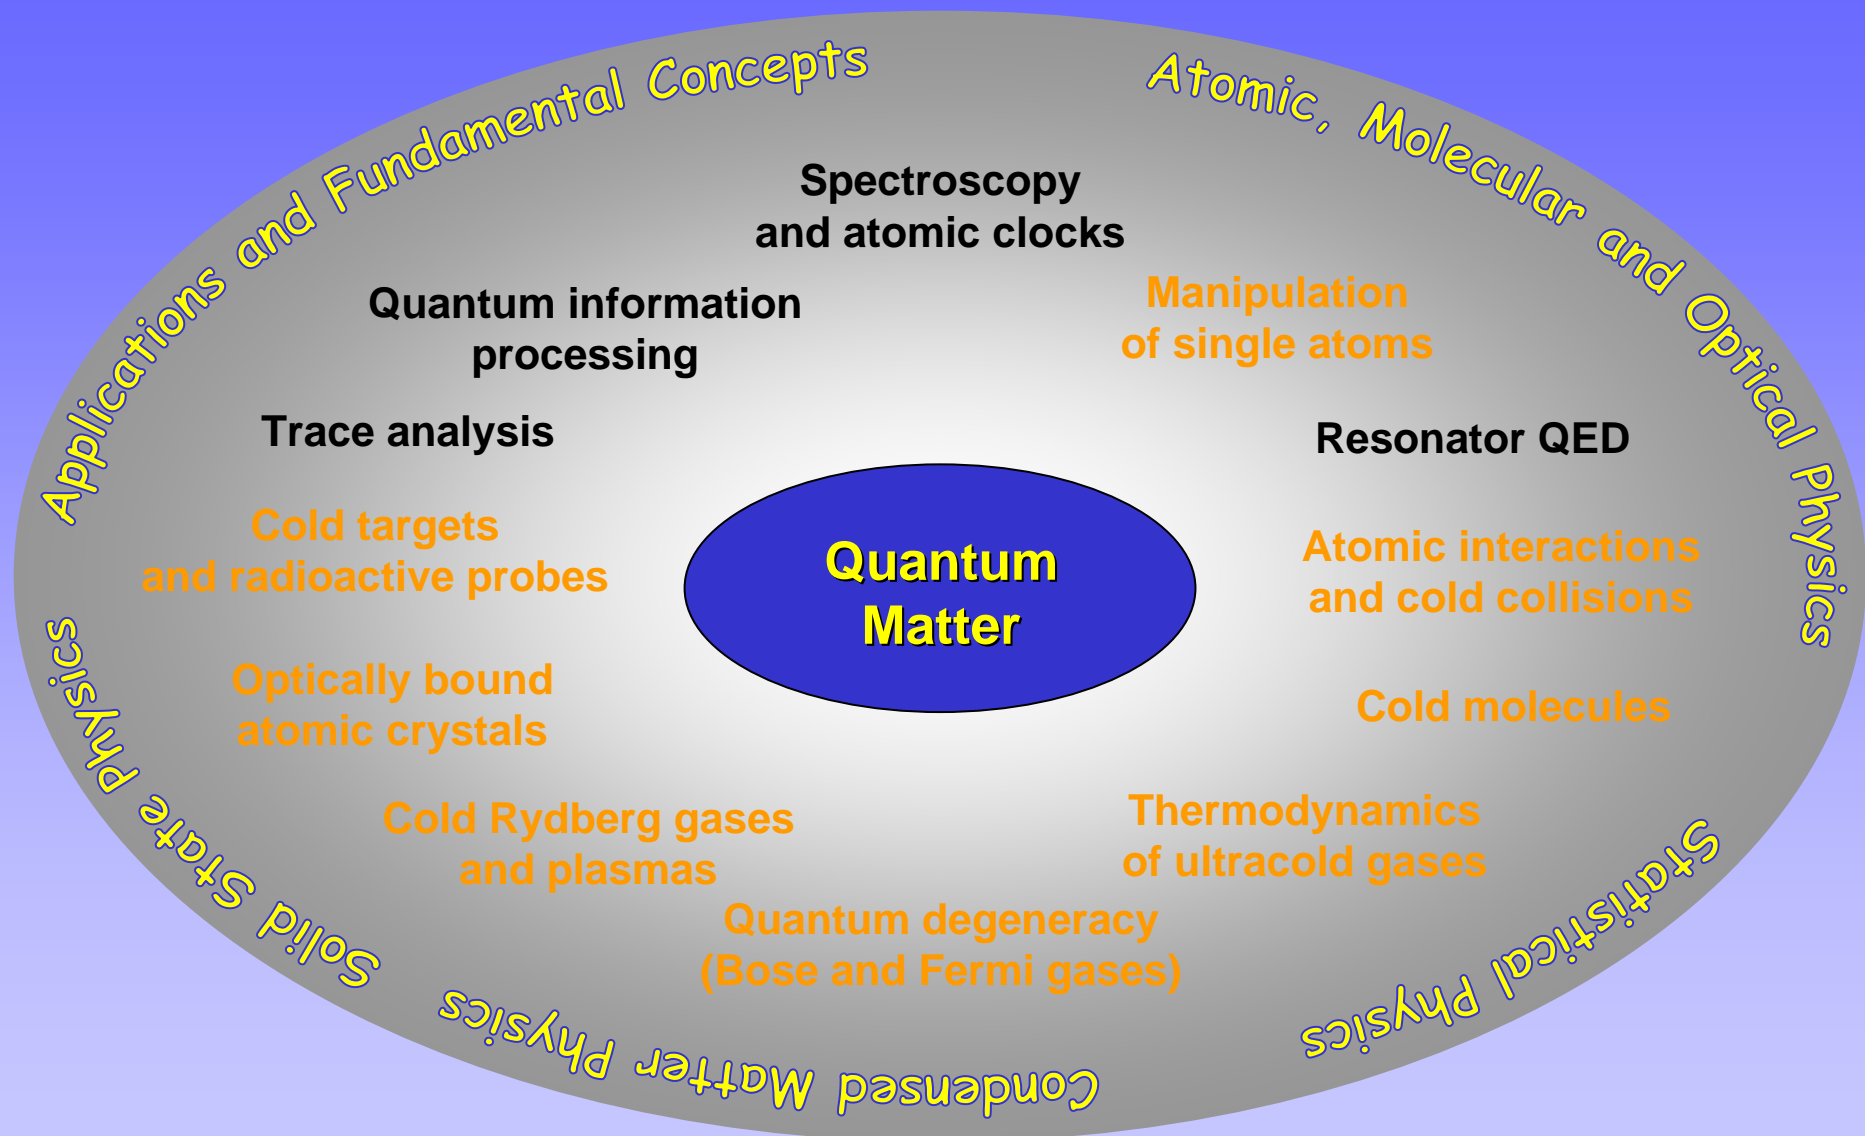 Applications and Fundamental Concepts
Atomic, Molecular and Optical Physics
Spectroscopy
and atomic clocks
Quantum information
processing
Manipulation
of single atoms
Trace analysis
Resonator QED
Cold targets
and radioactive probes
Quantum
Matter
Atomic interactions
and cold collisions
Optically bound
atomic crystals
Cold molecules
Cold Rydberg gases
and plasmas
Thermodynamics
of ultracold gases
Quantum degeneracy
(Bose and Fermi gases)
Solid State Physics
Condensed Matter Physics
Statistical Physics